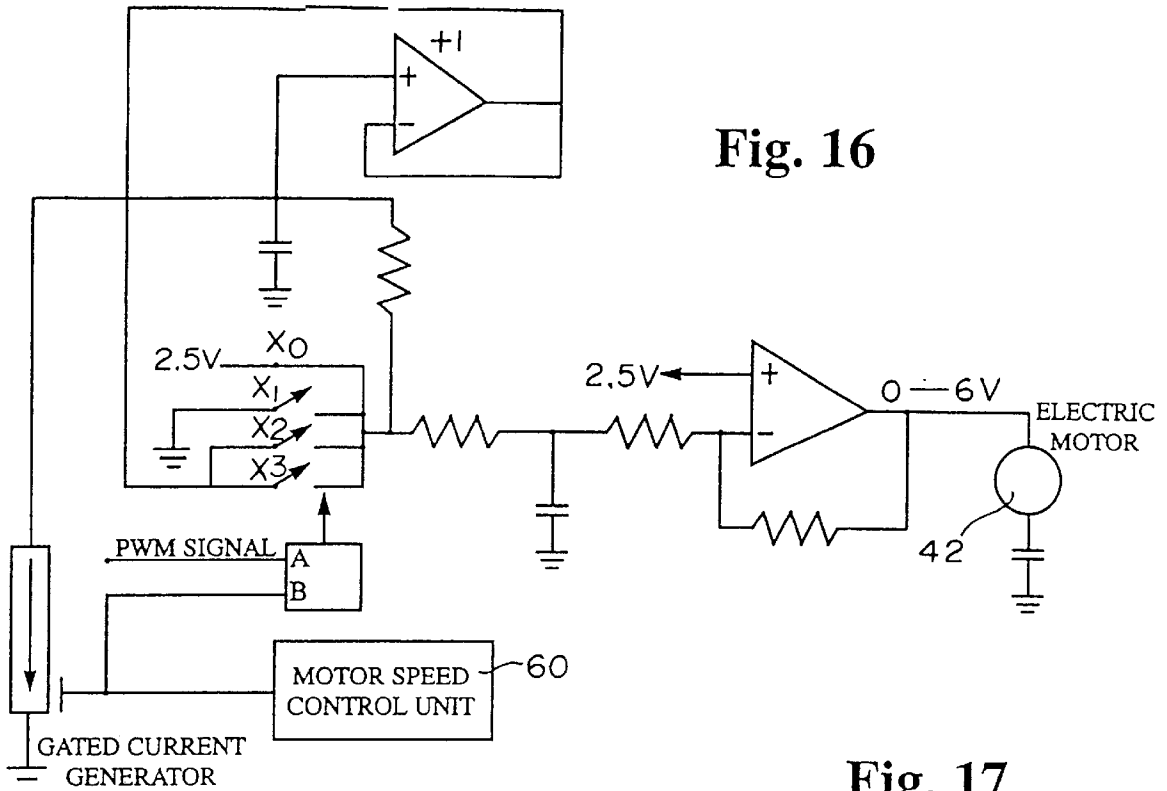 +1
+
−
Fig. 16
X0
2.5V
X1
X2
X3
2.5V
+
−
0—6V
ELECTRIC
MOTOR
42
PWM SIGNAL
A
B
MOTOR SPEED
CONTROL UNIT
60
GATED CURRENT
GENERATOR
Fig. 17